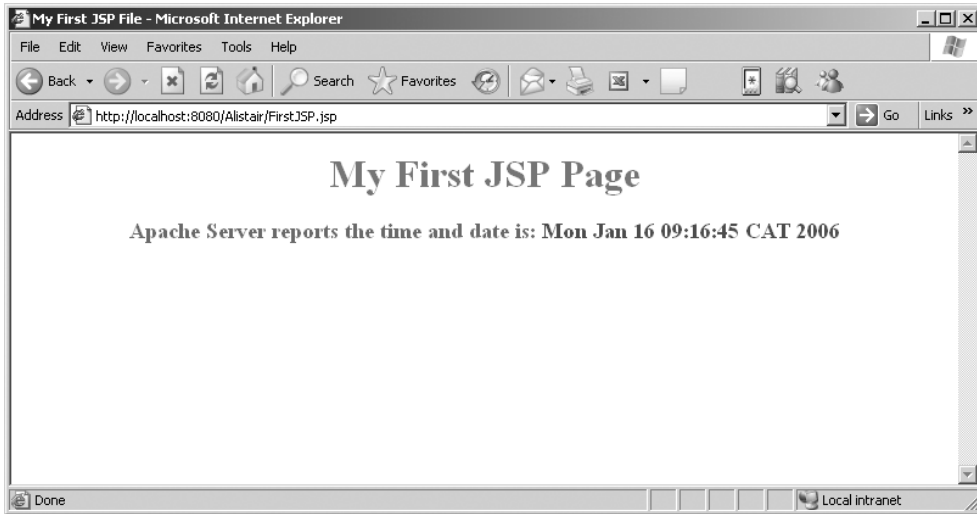 My First JSP File - Microsoft Internet Explorer
File Edit View Favorites Tools Help
Back Search Favorites
Address http://localhost:8080/Alistair/FirstJSP.jsp Go Links »
My First JSP Page
Apache Server reports the time and date is: Mon Jan 16 09:16:45 CAT 2006
Done Local intranet